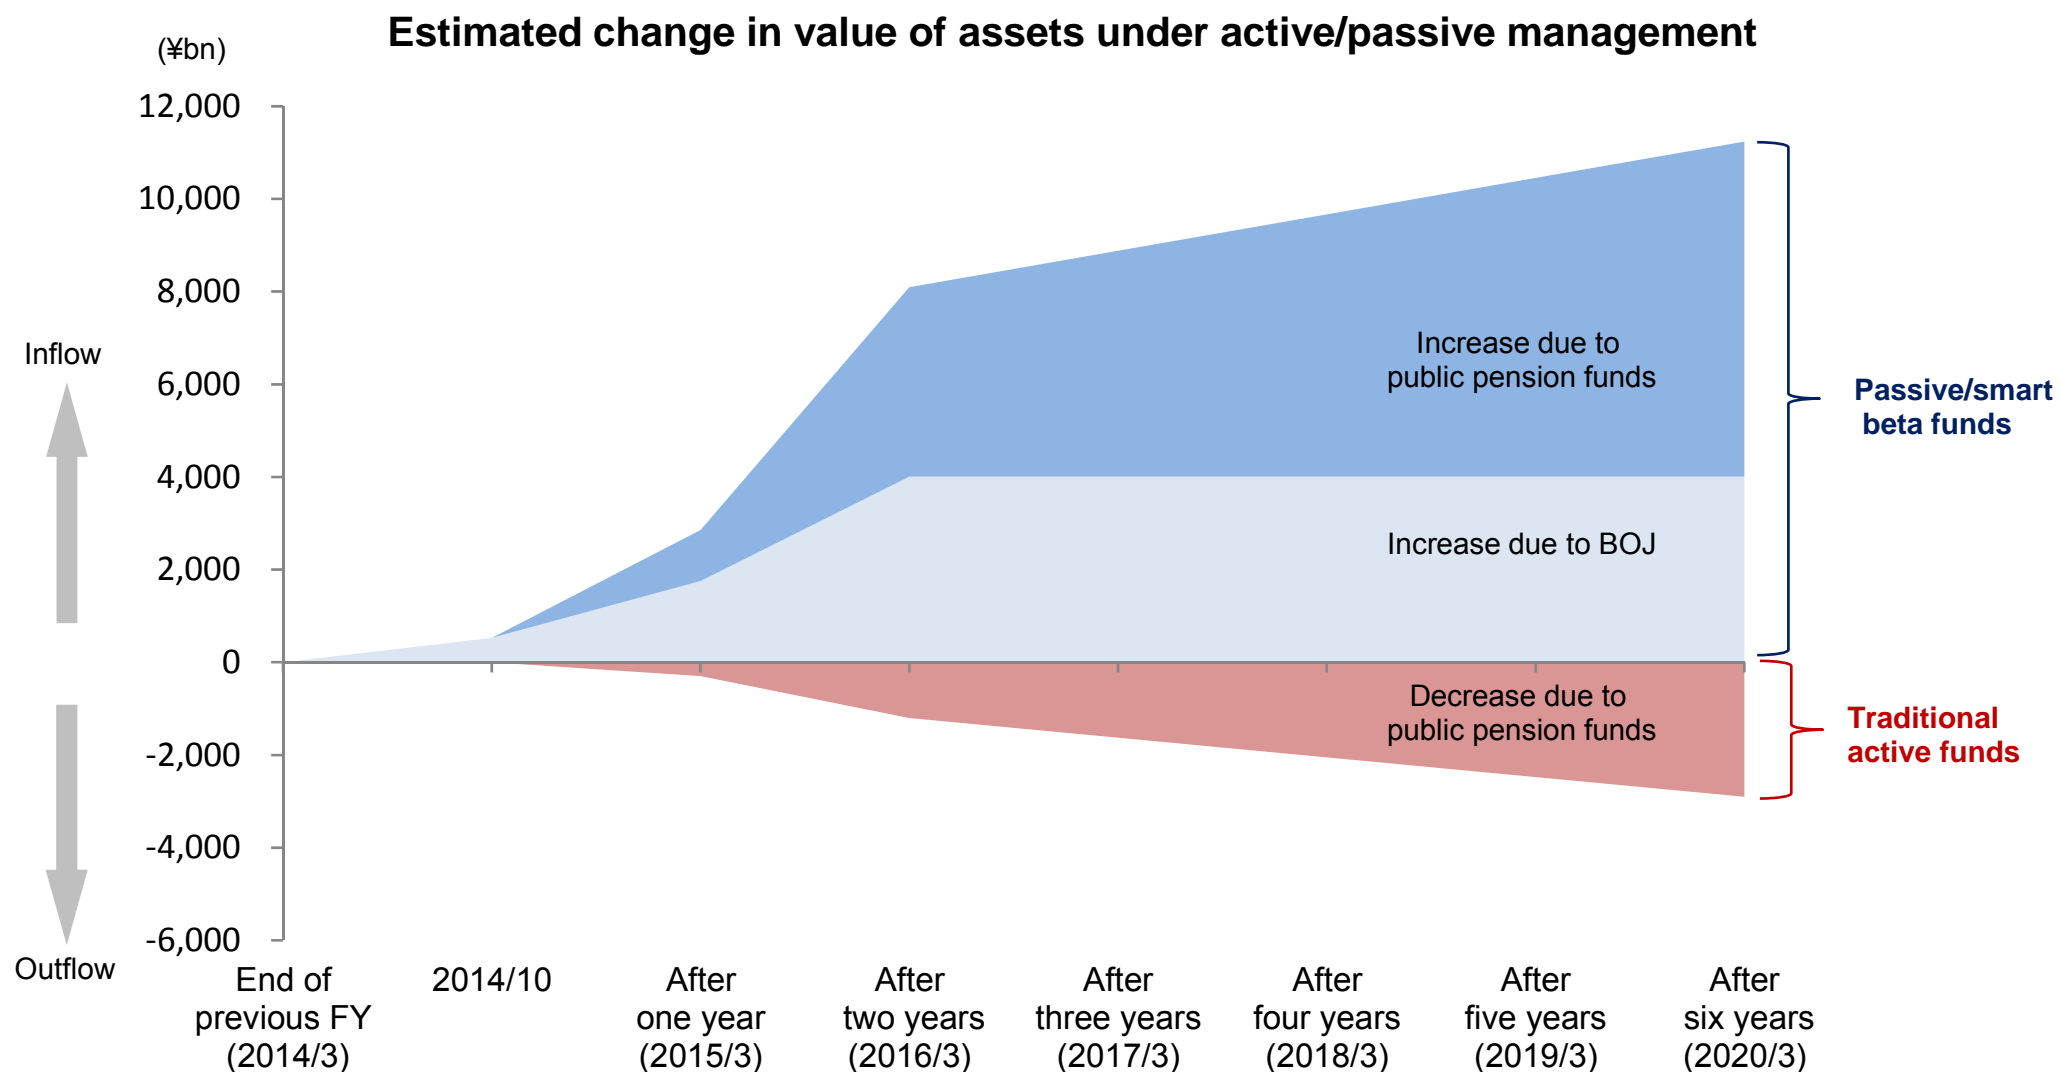 Estimated change in value of assets under active/passive management
(¥bn)
12,000
10,000
8,000
6,000
4,000
2,000
0
-2,000
-4,000
-6,000
Inflow
Outflow
Increase due to
public pension funds
Increase due to BOJ
Decrease due to
public pension funds
Passive/smart
beta funds
Traditional
active funds
End of
previous FY
(2014/3)
2014/10
After
one year
(2015/3)
After
two years
(2016/3)
After
three years
(2017/3)
After
four years
(2018/3)
After
five years
(2019/3)
After
six years
(2020/3)